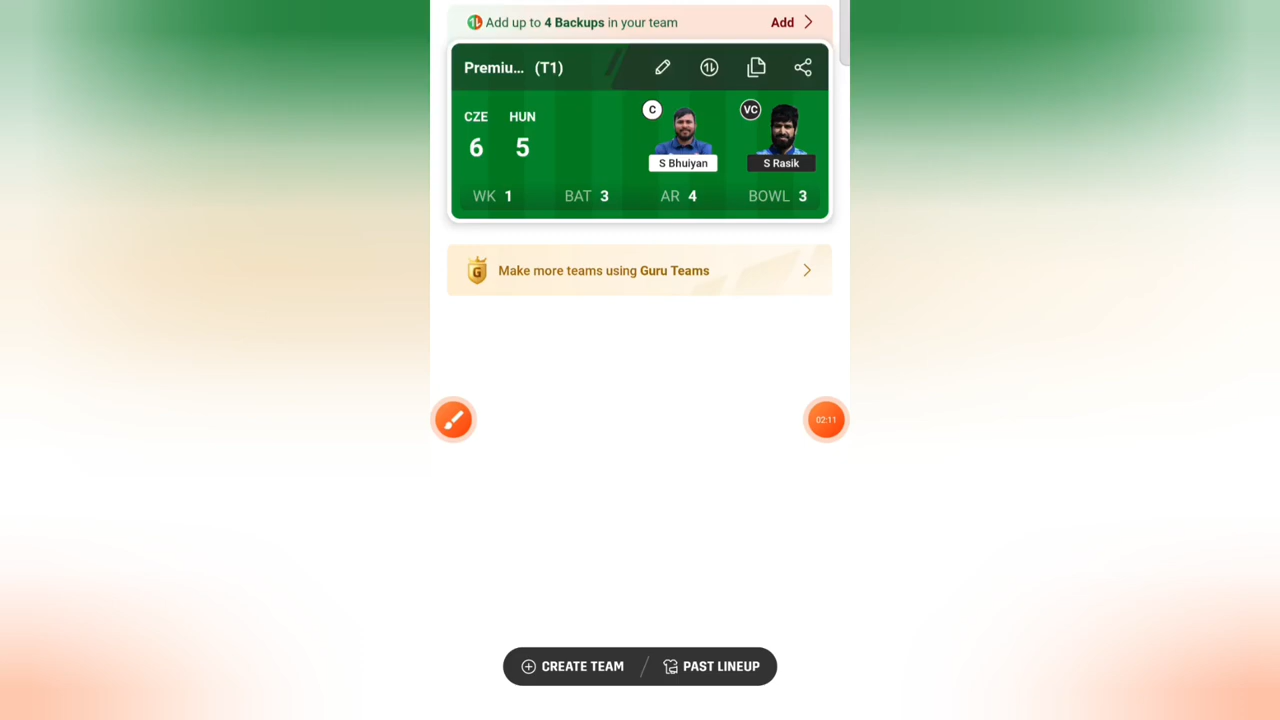 Add up to 4 Backups in your team Add
Premiu... (T1)
CZE HUN
6 5
C VC
S Bhuiyan S Rasik
WK 1 BAT 3 AR 4 BOWL 3
G Make more teams using Guru Teams
02:11
CREATE TEAM PAST LINEUP